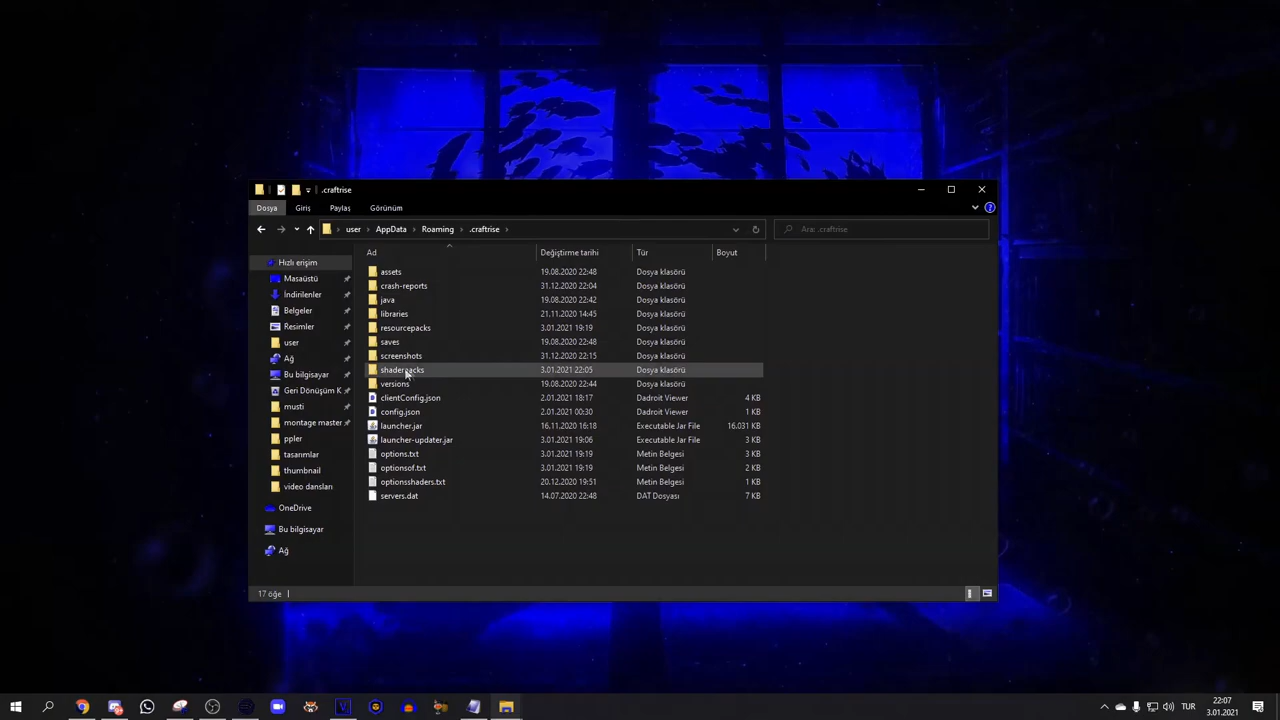 .craftrise
Dosya Giriş Paylaş Görünüm
user AppData Roaming .craftrise
Ara: .craftrise
Ad Değiştirme tarihi Tür Boyut
Hızlı erişim
Masaüstü
İndirilenler
Belgeler
Resimler
user
Ağ
Bu bilgisayar
Geri Dönüşüm K
musti
montage master
ppler
tasarımlar
thumbnail
video dansları
OneDrive
Bu bilgisayar
Ağ
assets 19.08.2020 22:48 Dosya klasörü
crash-reports 31.12.2020 22:04 Dosya klasörü
java 19.08.2020 22:42 Dosya klasörü
libraries 21.11.2020 14:45 Dosya klasörü
resourcepacks 3.01.2021 19:19 Dosya klasörü
saves 19.08.2020 22:48 Dosya klasörü
screenshots 31.12.2020 22:15 Dosya klasörü
shaderpacks 3.01.2021 22:05 Dosya klasörü
versions 19.08.2020 22:44 Dosya klasörü
clientConfig.json 2.01.2021 18:17 Dadroit Viewer 4 KB
config.json 2.01.2021 00:30 Dadroit Viewer 1 KB
launcher.jar 16.11.2020 16:18 Executable Jar File 16.031 KB
launcher-updater.jar 3.01.2021 19:06 Executable Jar File 3 KB
options.txt 3.01.2021 19:19 Metin Belgesi 3 KB
optionsof.txt 3.01.2021 19:19 Metin Belgesi 2 KB
optionsshaders.txt 20.12.2020 19:51 Metin Belgesi 1 KB
servers.dat 14.07.2020 22:48 DAT Dosyası 7 KB
17 öğe
TUR
22:07
3.01.2021